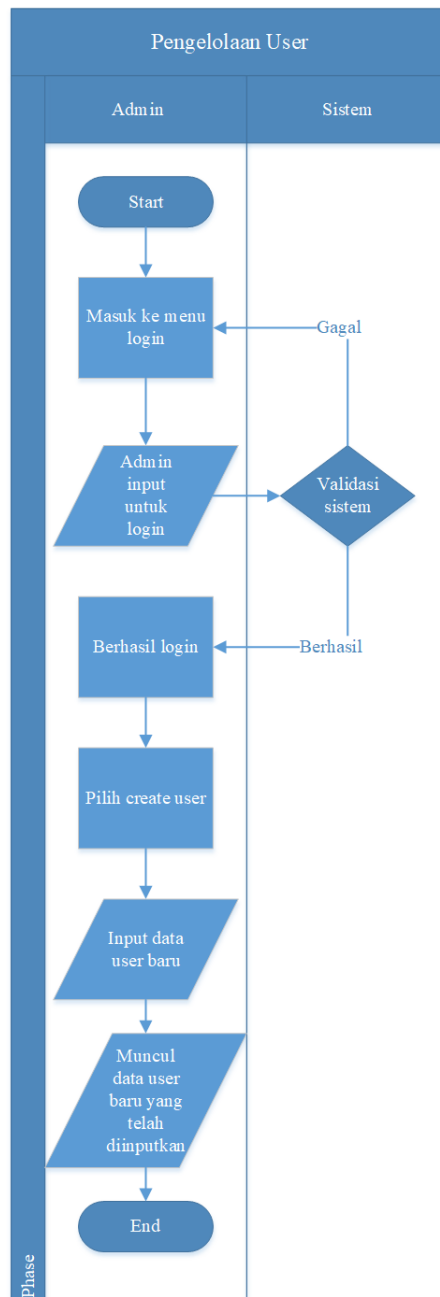 Pengelolaan User
Admin
Sistem
Start
Masuk ke menu
login
Gagal
Admin
input
untuk
login
Validasi
sistem
Berhasil login
Berhasil
Pilih create user
Input data
user baru
Muncul
data user
baru yang
telah
diinputkan
End
Phase